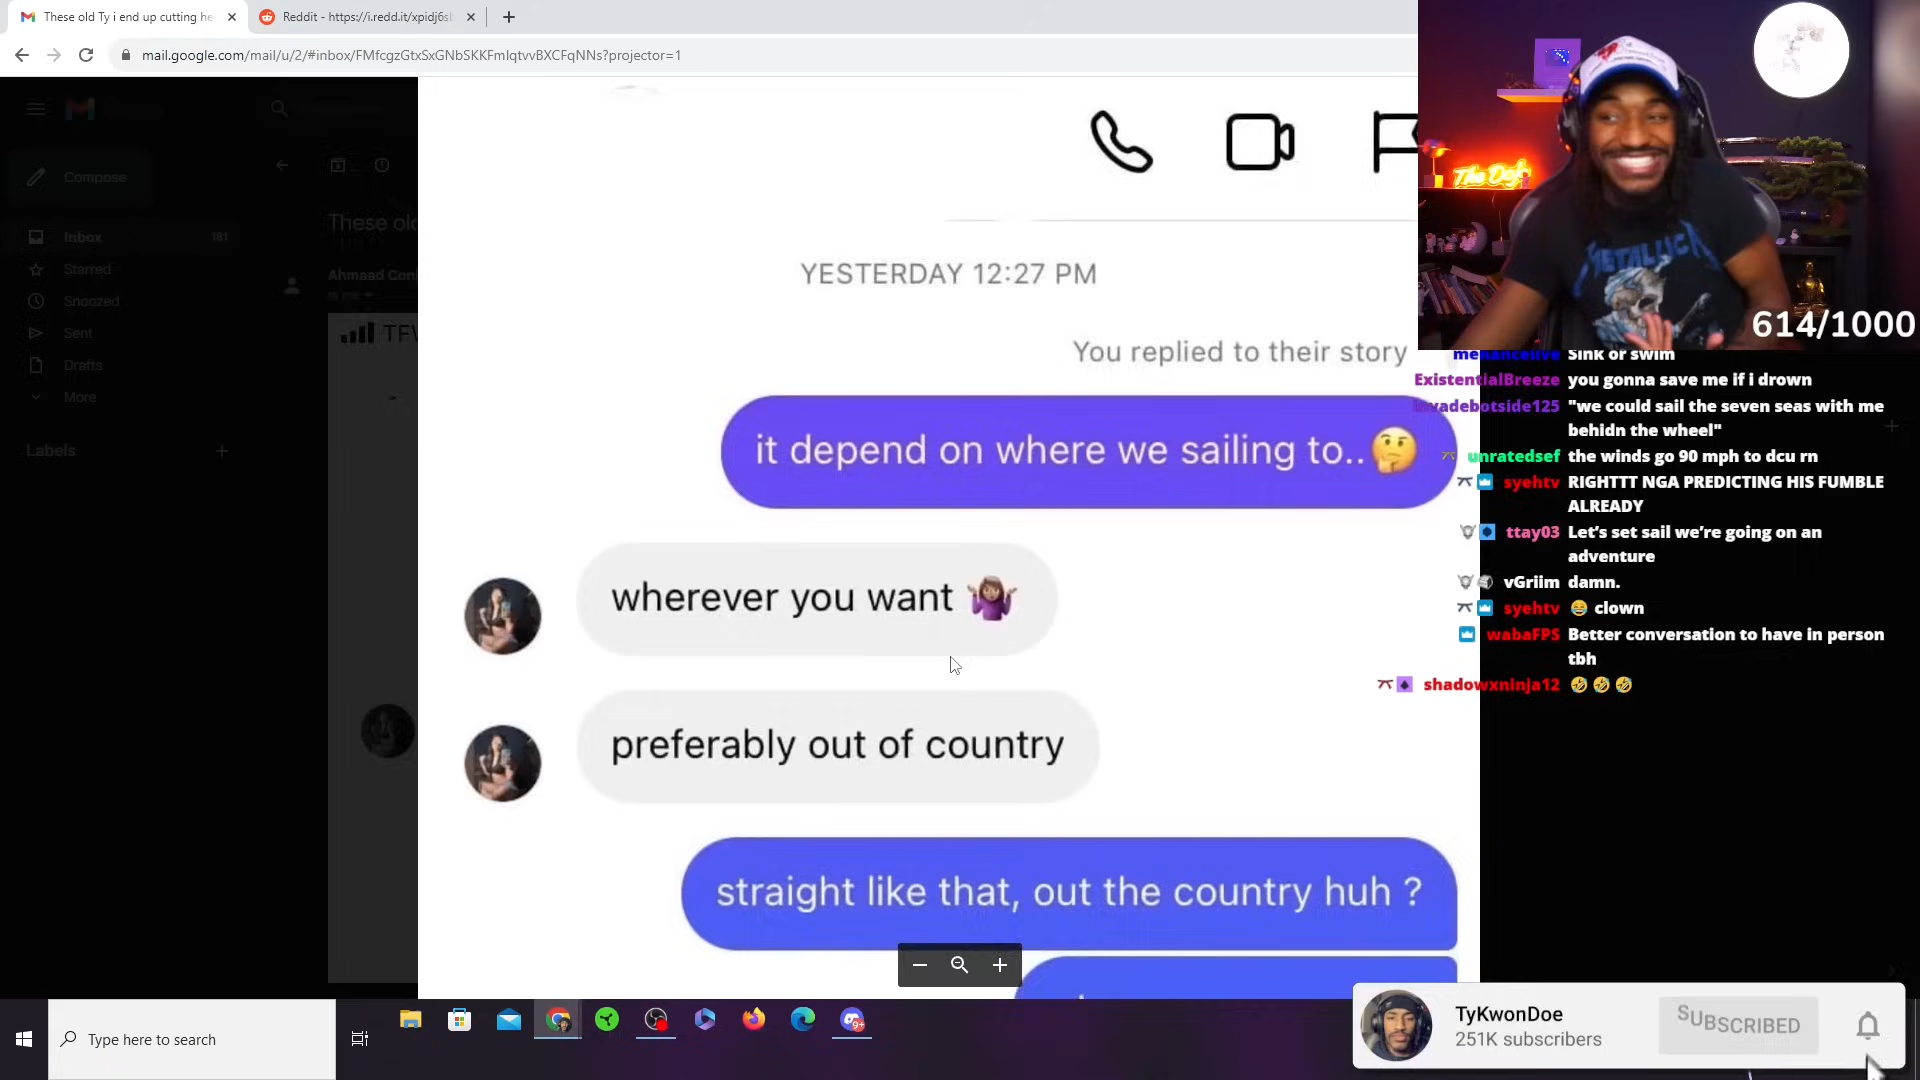 These old Ty i end up cutting he
Reddit - https://i.redd.it/xpidj6s
mail.google.com/mail/u/2/#inbox/FMfcgzGtxSxGNbSKKFmlqtvvBXCFqNNs?projector=1
Compose
Inbox 181
Starred
Snoozed
Sent
Drafts
More
Labels
These old
Ahmaad Conl
YESTERDAY 12:27 PM
You replied to their story
it depend on where we sailing to..🤔
wherever you want 🤷🏽‍♀️
preferably out of country
straight like that, out the country huh ?
The Dojo
METALLICA
614/1000
menancelive Sink or swim
ExistentialBreeze you gonna save me if i drown
invadebotside125 "we could sail the seven seas with me
behidn the wheel"
unratedsef the winds go 90 mph to dcu rn
syehtv RIGHTTT NGA PREDICTING HIS FUMBLE
ALREADY
ttay03 Let's set sail we're going on an
adventure
vGriim damn.
syehtv 😂 clown
wabaFPS Better conversation to have in person
tbh
shadowxninja12 🤣 🤣 🤣
Type here to search
9+
TyKwonDoe
251K subscribers
SUBSCRIBED